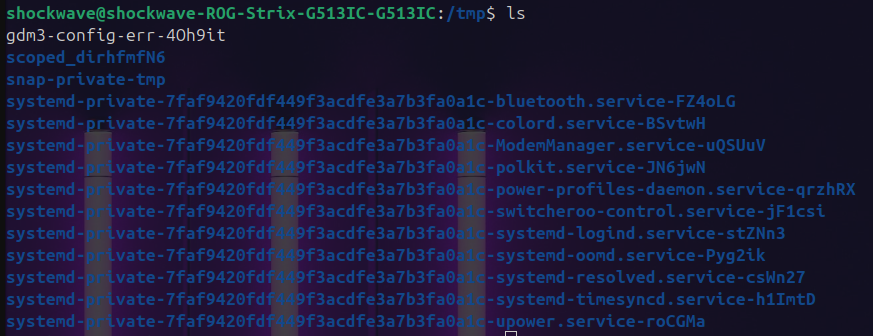 shockwave@shockwave-ROG-Strix-G513IC-G513IC:/tmp$ ls
gdm3-config-err-4Oh9it
scoped_dirhfmfN6
snap-private-tmp
systemd-private-7faf9420fdf449f3acdfe3a7b3fa0a1c-bluetooth.service-FZ4oLG
systemd-private-7faf9420fdf449f3acdfe3a7b3fa0a1c-colord.service-BSvtwH
systemd-private-7faf9420fdf449f3acdfe3a7b3fa0a1c-ModemManager.service-uQSUuV
systemd-private-7faf9420fdf449f3acdfe3a7b3fa0a1c-polkit.service-JN6jwN
systemd-private-7faf9420fdf449f3acdfe3a7b3fa0a1c-power-profiles-daemon.service-qrzhRX
systemd-private-7faf9420fdf449f3acdfe3a7b3fa0a1c-switcheroo-control.service-jF1csi
systemd-private-7faf9420fdf449f3acdfe3a7b3fa0a1c-systemd-logind.service-stZNn3
systemd-private-7faf9420fdf449f3acdfe3a7b3fa0a1c-systemd-oomd.service-Pyg2ik
systemd-private-7faf9420fdf449f3acdfe3a7b3fa0a1c-systemd-resolved.service-csWn27
systemd-private-7faf9420fdf449f3acdfe3a7b3fa0a1c-systemd-timesyncd.service-h1ImtD
systemd-private-7faf9420fdf449f3acdfe3a7b3fa0a1c-upower.service-roCGMa